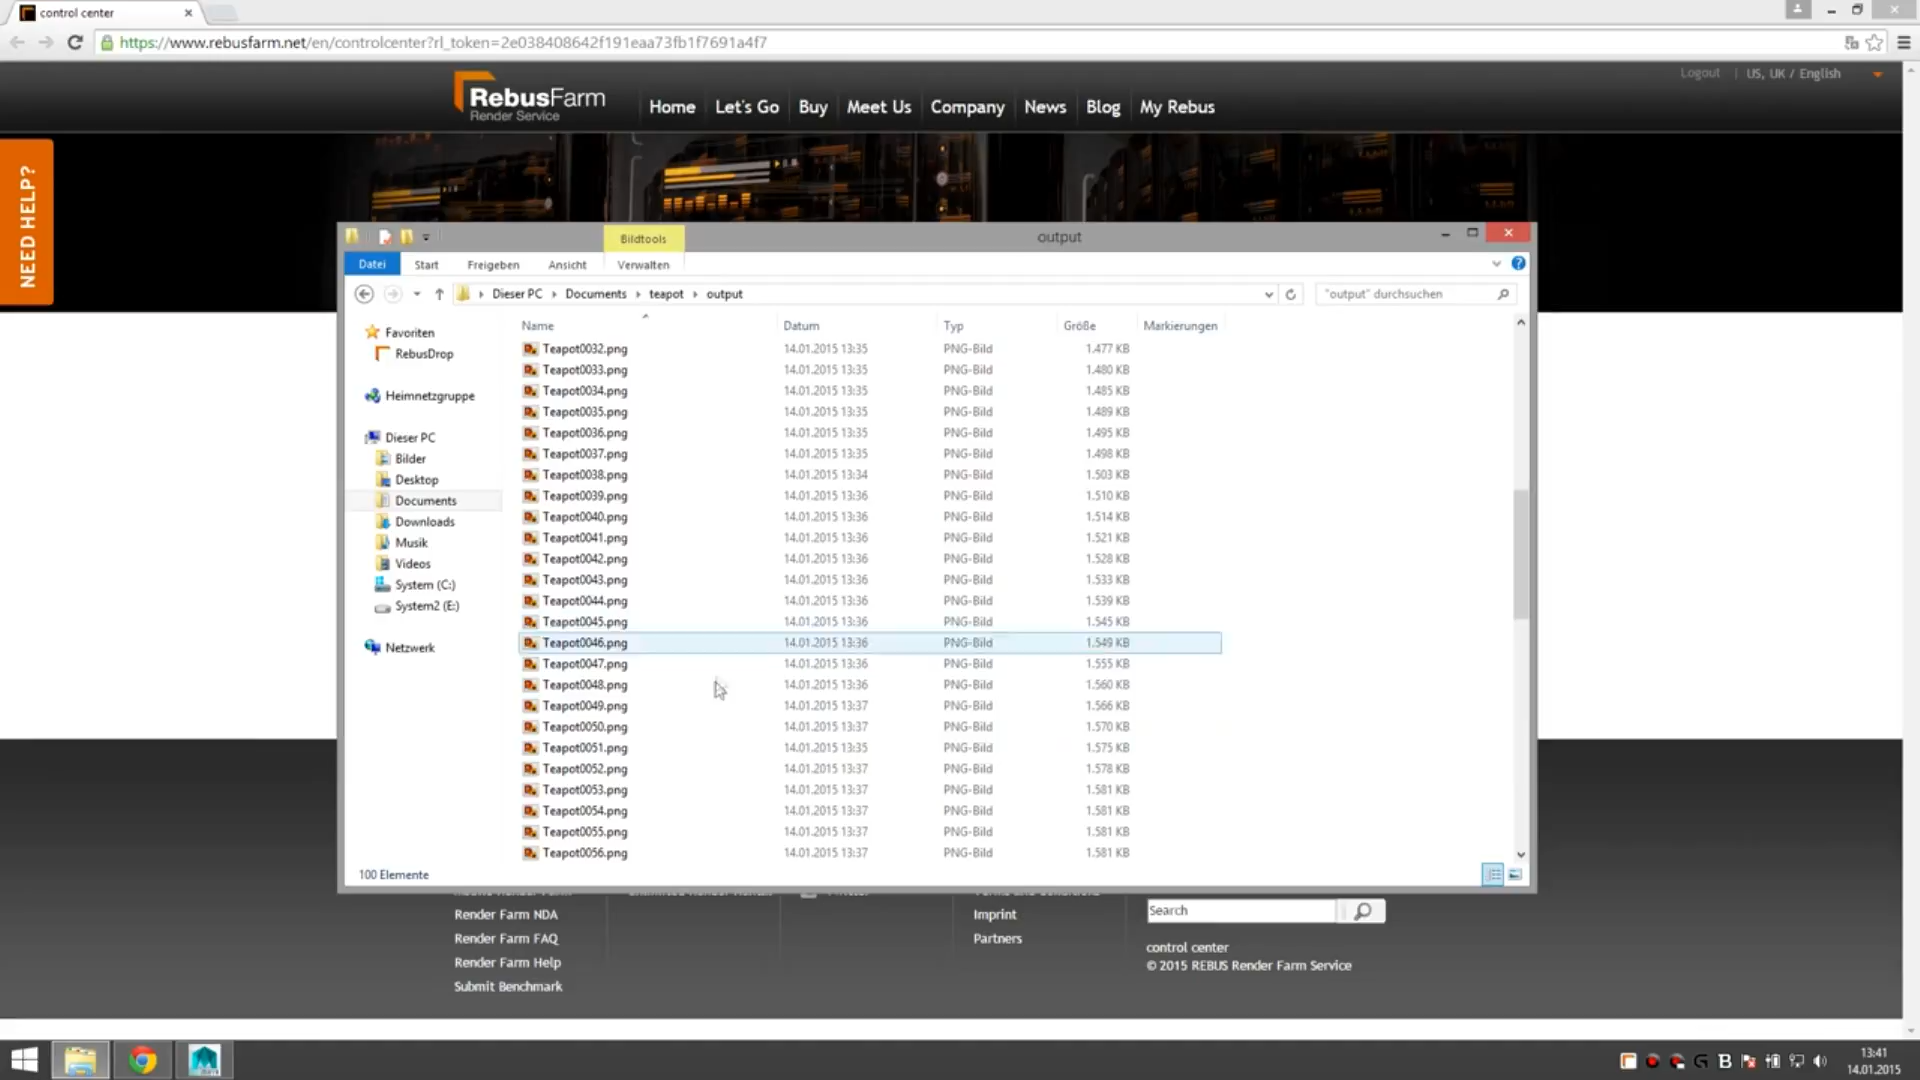 control center
https://www.rebusfarm.net/en/controlcenter?rl_token=2e038408642f191eaa73fb1f7691a4f7
Logout | US, UK / English
RebusFarm
Render Service
Home Let's Go Buy Meet Us Company News Blog My Rebus
NEED HELP?
Bildtools
output
Datei Start Freigeben Ansicht Verwalten
Dieser PC Documents teapot output
"output" durchsuchen
Favoriten
RebusDrop
Heimnetzgruppe
Dieser PC
Bilder
Desktop
Documents
Downloads
Musik
Videos
System (C:)
System2 (E:)
Netzwerk
Name Datum Typ Größe Markierungen
Teapot0032.png 14.01.2015 13:35 PNG-Bild 1.477 KB
Teapot0033.png 14.01.2015 13:35 PNG-Bild 1.480 KB
Teapot0034.png 14.01.2015 13:35 PNG-Bild 1.485 KB
Teapot0035.png 14.01.2015 13:35 PNG-Bild 1.489 KB
Teapot0036.png 14.01.2015 13:35 PNG-Bild 1.495 KB
Teapot0037.png 14.01.2015 13:35 PNG-Bild 1.498 KB
Teapot0038.png 14.01.2015 13:34 PNG-Bild 1.503 KB
Teapot0039.png 14.01.2015 13:36 PNG-Bild 1.510 KB
Teapot0040.png 14.01.2015 13:36 PNG-Bild 1.514 KB
Teapot0041.png 14.01.2015 13:36 PNG-Bild 1.521 KB
Teapot0042.png 14.01.2015 13:36 PNG-Bild 1.528 KB
Teapot0043.png 14.01.2015 13:36 PNG-Bild 1.533 KB
Teapot0044.png 14.01.2015 13:36 PNG-Bild 1.539 KB
Teapot0045.png 14.01.2015 13:36 PNG-Bild 1.545 KB
Teapot0046.png 14.01.2015 13:36 PNG-Bild 1.549 KB
Teapot0047.png 14.01.2015 13:36 PNG-Bild 1.555 KB
Teapot0048.png 14.01.2015 13:36 PNG-Bild 1.560 KB
Teapot0049.png 14.01.2015 13:37 PNG-Bild 1.566 KB
Teapot0050.png 14.01.2015 13:37 PNG-Bild 1.570 KB
Teapot0051.png 14.01.2015 13:35 PNG-Bild 1.575 KB
Teapot0052.png 14.01.2015 13:37 PNG-Bild 1.578 KB
Teapot0053.png 14.01.2015 13:37 PNG-Bild 1.581 KB
Teapot0054.png 14.01.2015 13:37 PNG-Bild 1.581 KB
Teapot0055.png 14.01.2015 13:37 PNG-Bild 1.581 KB
Teapot0056.png 14.01.2015 13:37 PNG-Bild 1.581 KB
100 Elemente
Render Farm NDA
Render Farm FAQ
Render Farm Help
Submit Benchmark
Imprint
Partners
Search
control center
© 2015 REBUS Render Farm Service
13:41
14.01.2015